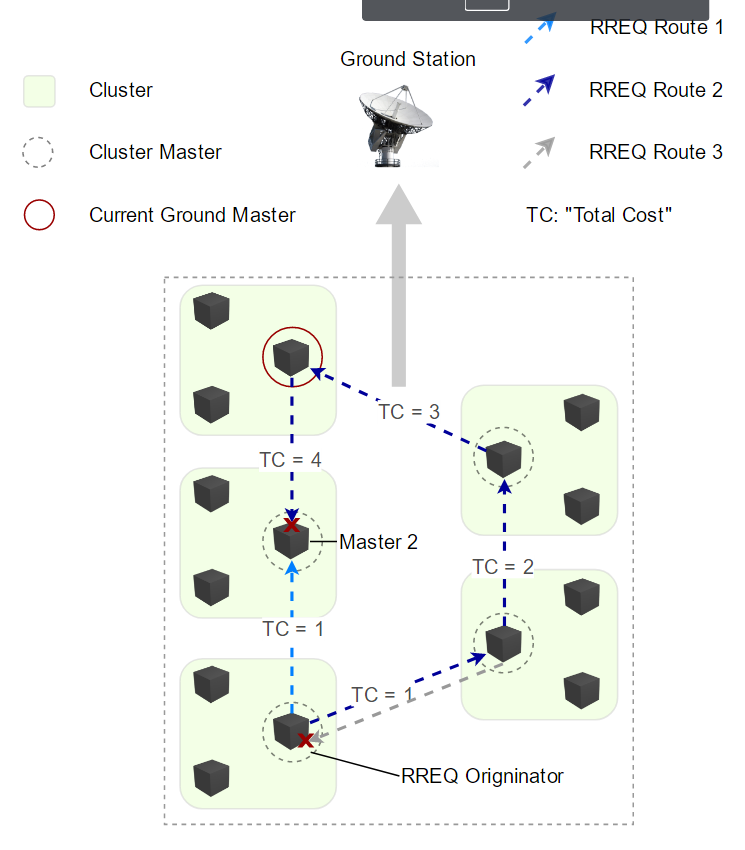 RREQ Route 1
Ground Station
Cluster
RREQ Route 2
Cluster Master
RREQ Route 3
Current Ground Master
TC: "Total Cost"
TC = 3
TC = 4
Master 2
TC = 2
TC = 1
TC = 1
RREQ Origninator